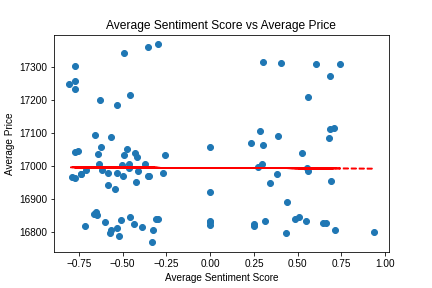 Average Sentiment Score vs Average Price
Average Price
17300
17200
17100
17000
16900
16800
−0.75 −0.50 −0.25 0.00 0.25 0.50 0.75 1.00
Average Sentiment Score